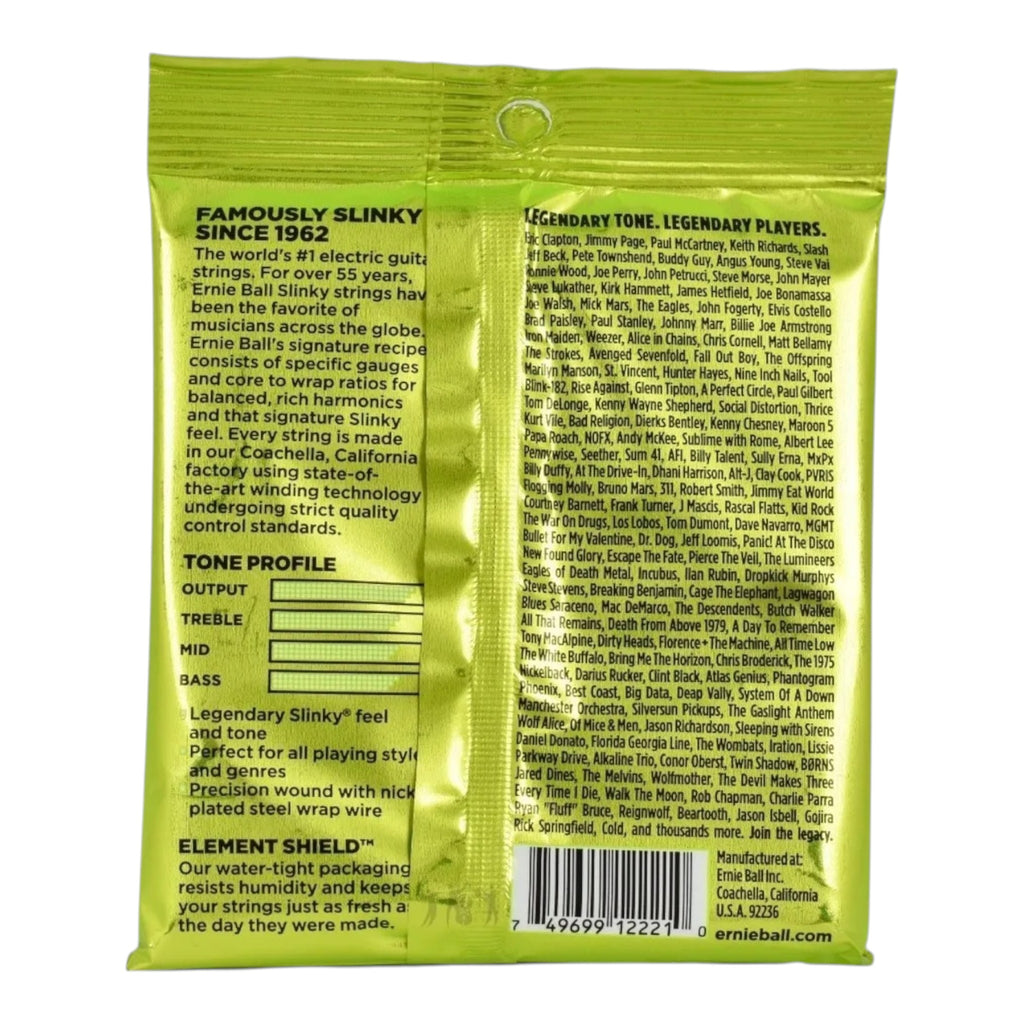 FAMOUSLY SLINKY
SINCE 1962
The world's #1 electric guita
strings. For over 55 years,
Ernie Ball Slinky strings hav
been the favorite of
musicians across the globe.
Ernie Ball's signature recipe
consists of specific gauges
and core to wrap ratios for
balanced, rich harmonics
and that signature Slinky
feel. Every string is made
in our Coachella, California
factory using state-of-
the-art winding technology
undergoing strict quality
control standards.
TONE PROFILE
OUTPUT
TREBLE
MID
BASS
Legendary Slinky® feel
and tone
Perfect for all playing style
and genres
Precision wound with nick
plated steel wrap wire
ELEMENT SHIELD™
Our water-tight packaging
resists humidity and keeps
your strings just as fresh a
the day they were made.
LEGENDARY TONE. LEGENDARY PLAYERS.
Eric Clapton, Jimmy Page, Paul McCartney, Keith Richards, Slash
Jeff Beck, Pete Townshend, Buddy Guy, Angus Young, Steve Vai
Ronnie Wood, Joe Perry, John Petrucci, Steve Morse, John Mayer
Steve Lukather, Kirk Hammett, James Hetfield, Joe Bonamassa
Joe Walsh, Mick Mars, The Eagles, John Fogerty, Elvis Costello
Brad Paisley, Paul Stanley, Johnny Marr, Billie Joe Armstrong
Iron Maiden, Weezer, Alice in Chains, Chris Cornell, Matt Bellamy
The Strokes, Avenged Sevenfold, Fall Out Boy, The Offspring
Marilyn Manson, St. Vincent, Hunter Hayes, Nine Inch Nails, Tool
Blink-182, Rise Against, Glenn Tipton, A Perfect Circle, Paul Gilbert
Tom DeLonge, Kenny Wayne Shepherd, Social Distortion, Thrice
Kurt Vile, Bad Religion, Dierks Bentley, Kenny Chesney, Maroon 5
Papa Roach, NOFX, Andy McKee, Sublime with Rome, Albert Lee
Pennywise, Seether, Sum 41, AFI, Billy Talent, Sully Erna, MxPx
Billy Duffy, At The Drive-In, Dhani Harrison, Alt-J, Clay Cook, PVRIS
Flogging Molly, Bruno Mars, 311, Robert Smith, Jimmy Eat World
Courtney Barnett, Frank Turner, J Mascis, Rascal Flatts, Kid Rock
The War On Drugs, Los Lobos, Tom Dumont, Dave Navarro, MGMT
Bullet For My Valentine, Dr. Dog, Jeff Loomis, Panic! At The Disco
New Found Glory, Escape The Fate, Pierce The Veil, The Lumineers
Eagles of Death Metal, Incubus, Ilan Rubin, Dropkick Murphys
Steve Stevens, Breaking Benjamin, Cage The Elephant, Lagwagon
Blues Saraceno, Mac DeMarco, The Descendents, Butch Walker
All That Remains, Death From Above 1979, A Day To Remember
Tony MacAlpine, Dirty Heads, Florence + The Machine, All Time Low
The White Buffalo, Bring Me The Horizon, Chris Broderick, The 1975
Nickelback, Darius Rucker, Clint Black, Atlas Genius, Phantogram
Phoenix, Best Coast, Big Data, Deap Vally, System Of A Down
Manchester Orchestra, Silversun Pickups, The Gaslight Anthem
Wolf Alice, Of Mice & Men, Jason Richardson, Sleeping with Sirens
Daniel Donato, Florida Georgia Line, The Wombats, Iration, Lissie
Parkway Drive, Alkaline Trio, Conor Oberst, Twin Shadow, BØRNS
Jared Dines, The Melvins, Wolfmother, The Devil Makes Three
Every Time I Die, Walk The Moon, Rob Chapman, Charlie Parra
Ryan "Fluff" Bruce, Reignwolf, Beartooth, Jason Isbell, Gojira
Rick Springfield, Cold, and thousands more. Join the legacy.
7 49699 12221 0
Manufactured at:
Ernie Ball Inc.
Coachella, California
U.S.A. 92236
ernieball.com